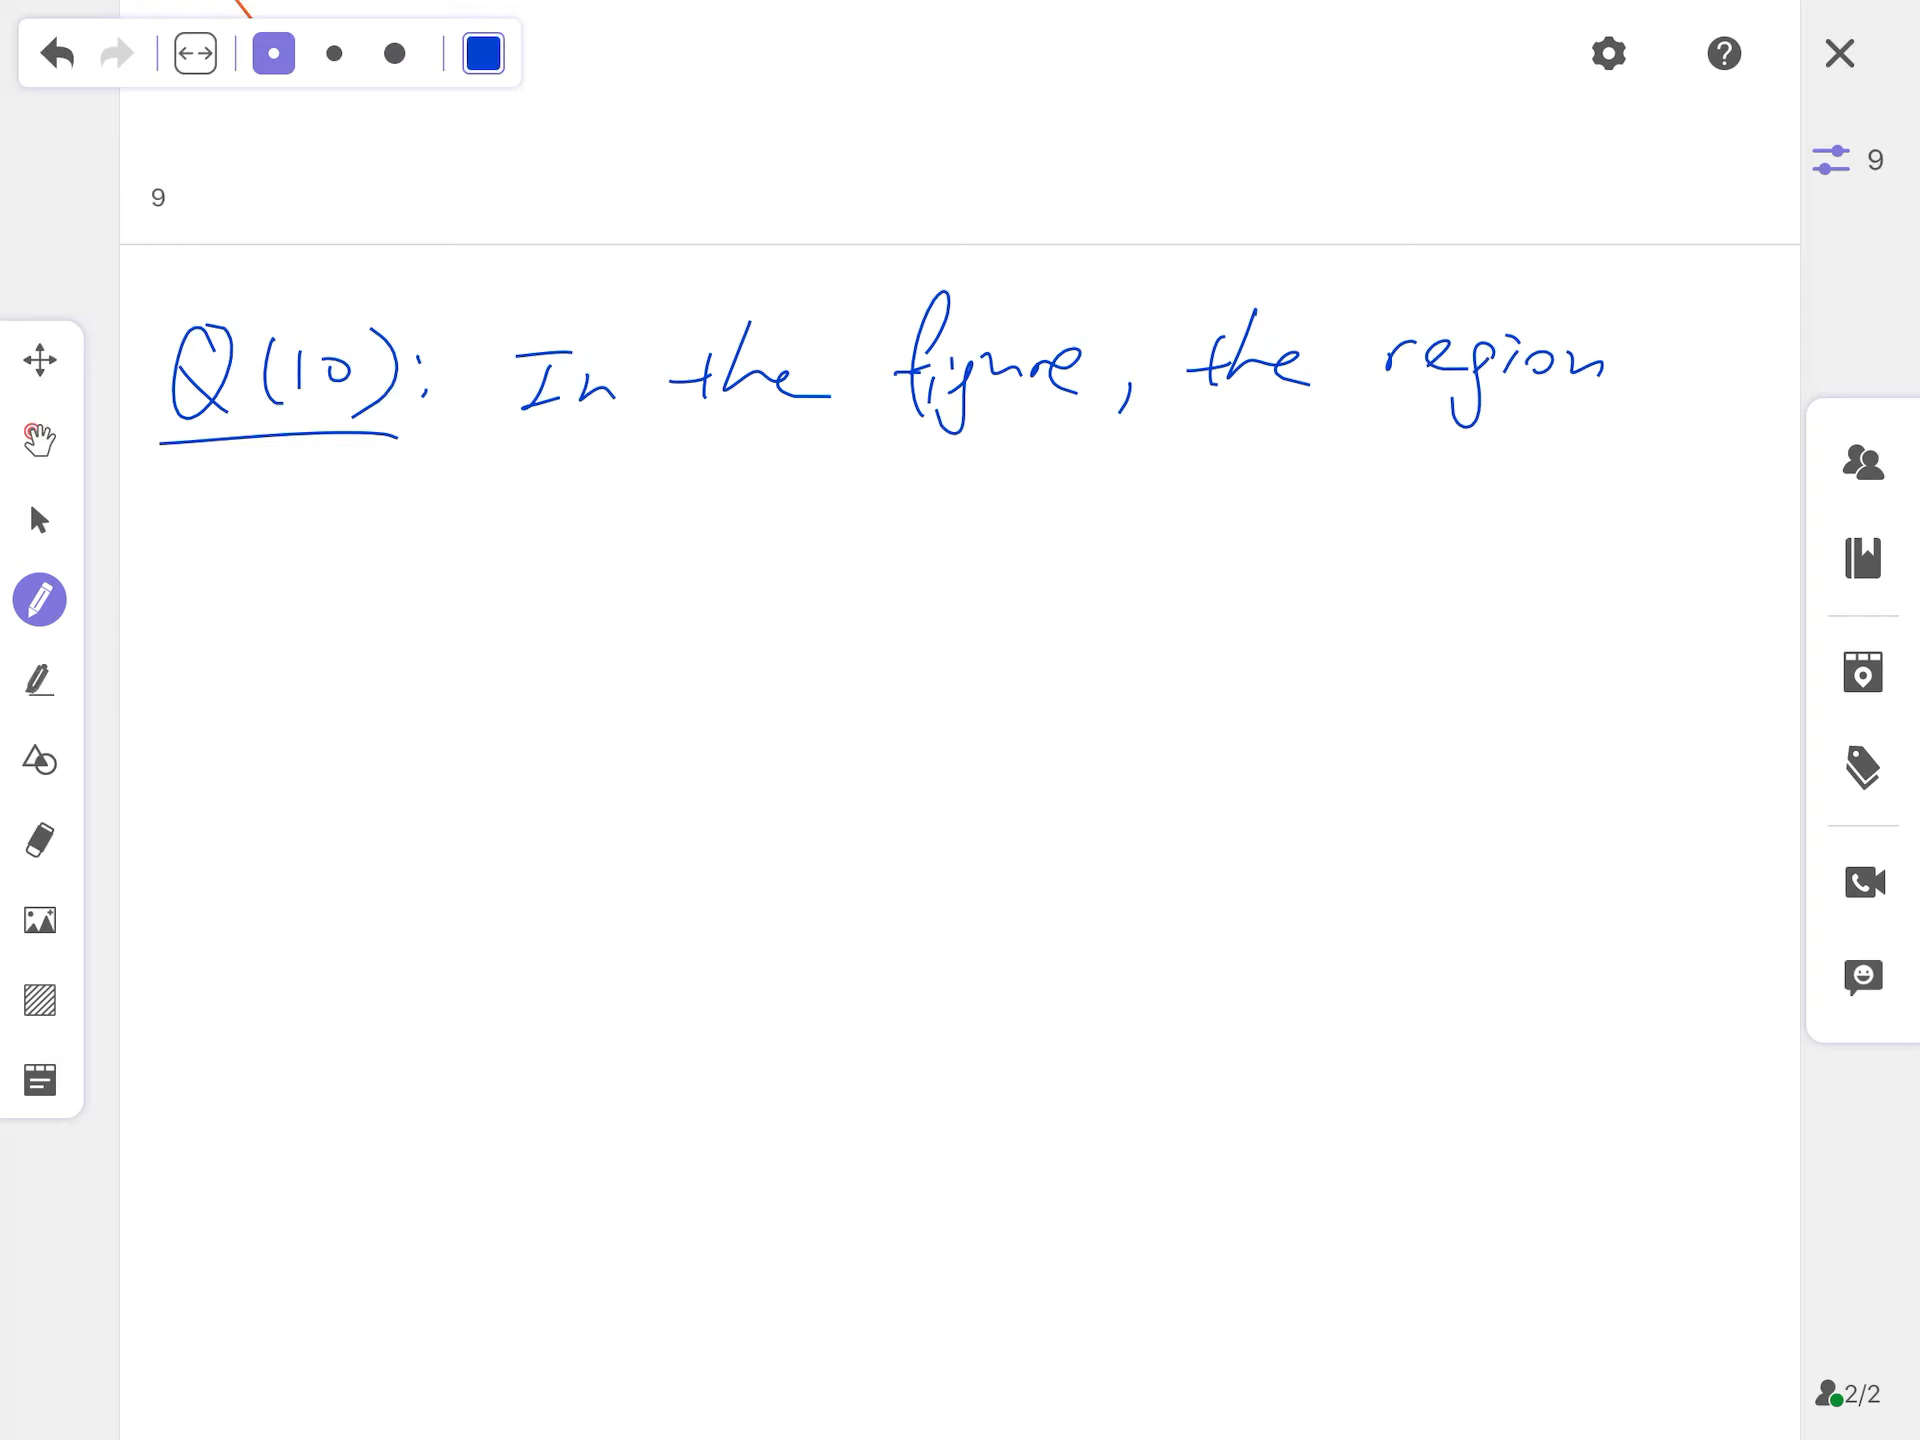 9
9
Q(10): In the figure, the region
2/2